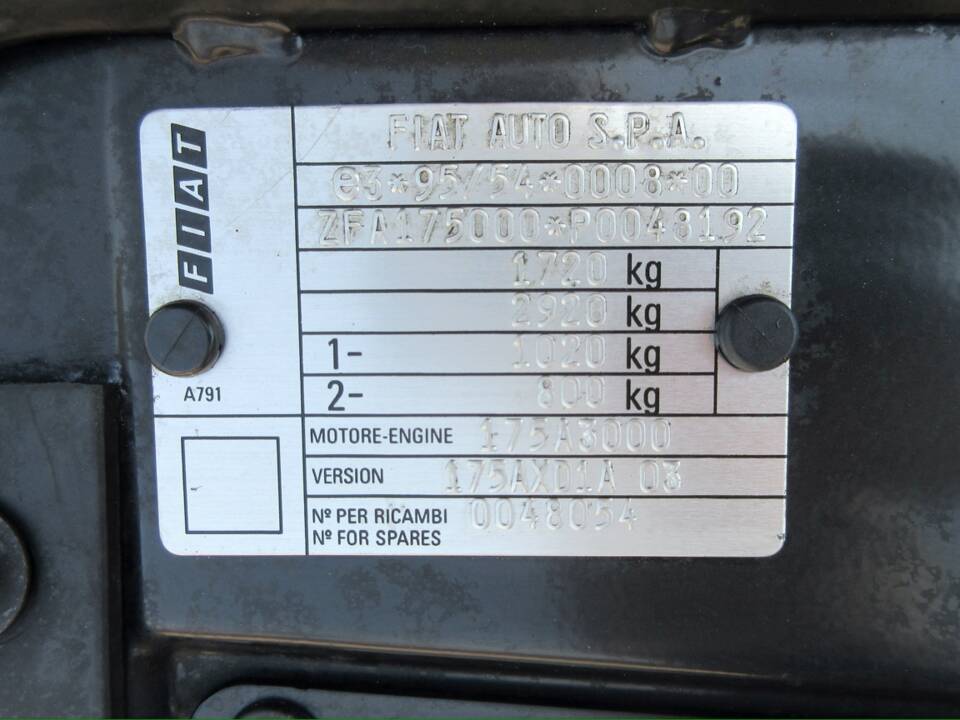 FIAT
FIAT AUTO S.P.A.
e3*95/54*0008*00
ZFA175000*P0048192
1720 kg
2920 kg
1- 1020 kg
2- 800 kg
A791
MOTORE-ENGINE 175A3000
VERSION 175AXD1A 03
Nº PER RICAMBI 0048054
Nº FOR SPARES